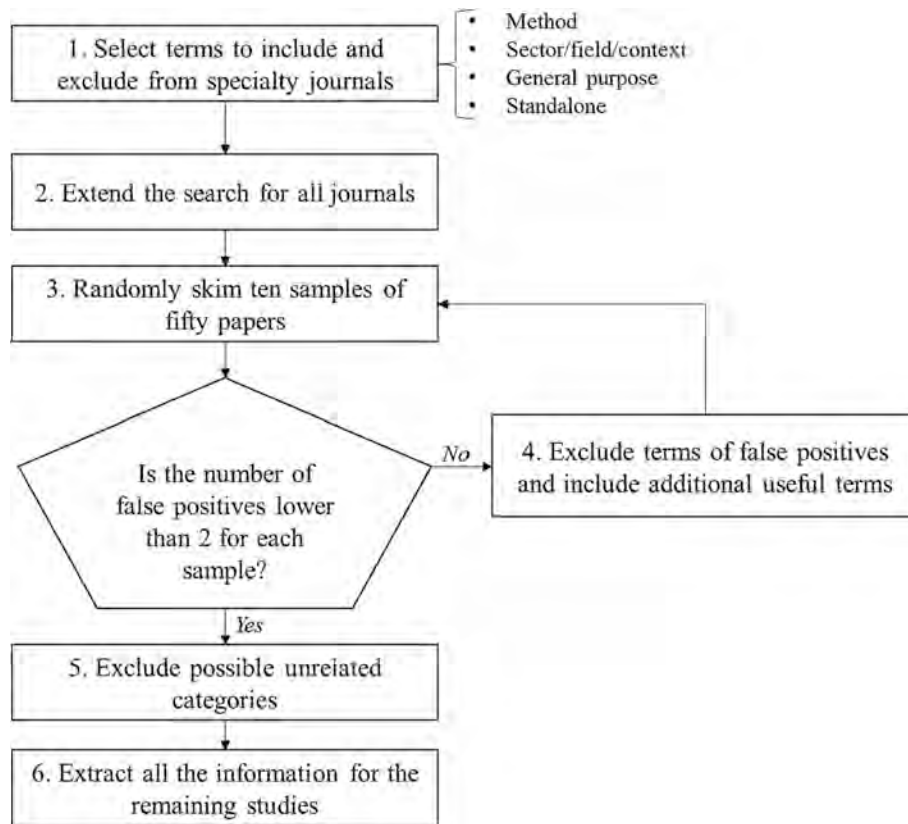 1. Select terms to include and
exclude from specialty journals
• Method
• Sector/field/context
• General purpose
• Standalone
2. Extend the search for all journals
3. Randomly skim ten samples of
fifty papers
Is the number of
false positives lower
than 2 for each
sample?
No
4. Exclude terms of false positives
and include additional useful terms
Yes
5. Exclude possible unreiated
categories
6. Extract all the information for the
remaining studies